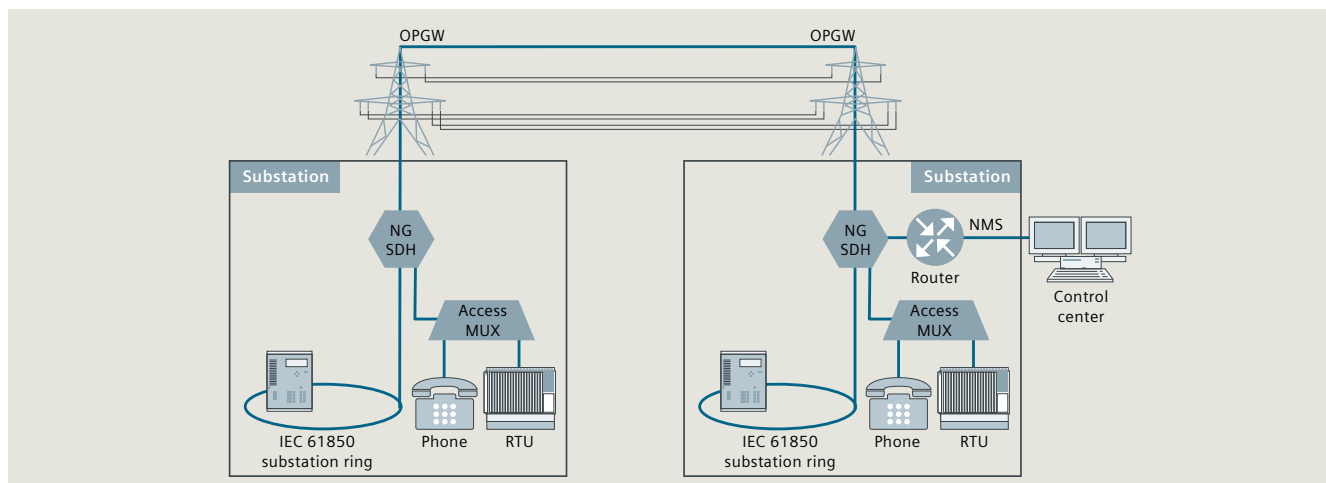 OPGW
OPGW
Substation
Substation
NG
SDH
NG
SDH
NMS
Router
Control
center
Access
MUX
Access
MUX
IEC 61850
substation ring
Phone
RTU
IEC 61850
substation ring
Phone
RTU